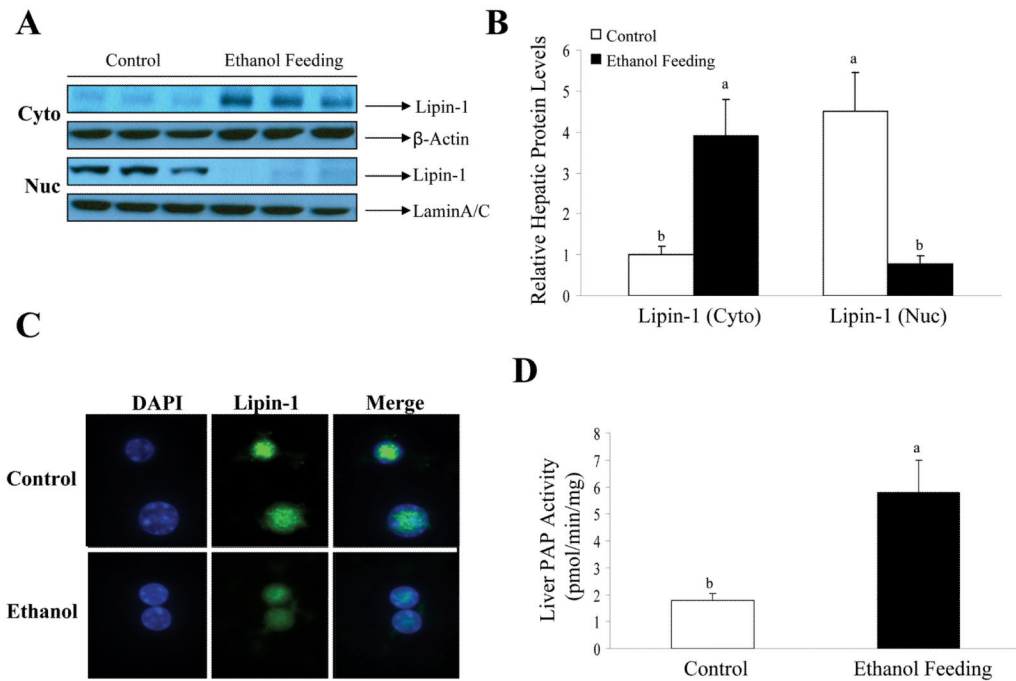 A
Control Ethanol Feeding
Cyto
Lipin-1
β-Actin
Nuc
Lipin-1
LaminA/C
B
Control
Ethanol Feeding
Relative Hepatic Protein Levels
6
5
4
3
2
1
0
b
a
a
b
Lipin-1 (Cyto) Lipin-1 (Nuc)
C
DAPI Lipin-1 Merge
Control
Ethanol
D
Liver PAP Activity
(pmol/min/mg)
8
7
6
5
4
3
2
1
0
b
a
Control Ethanol Feeding